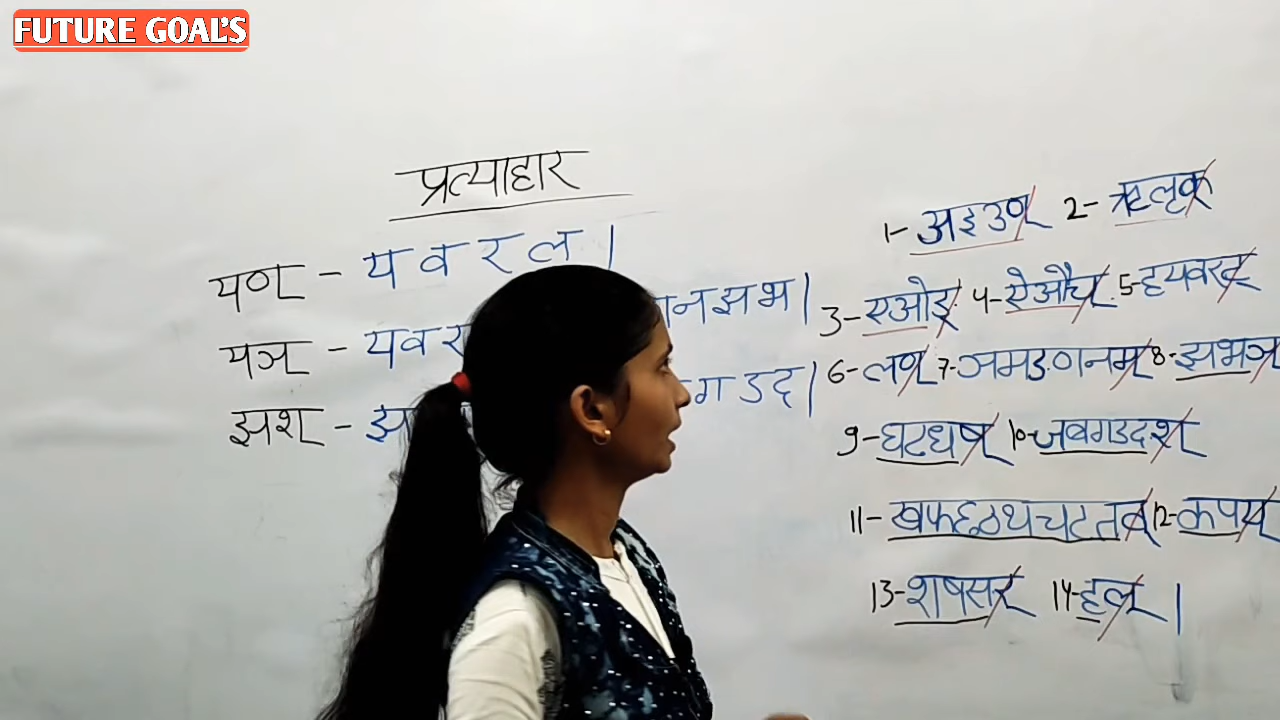 FUTURE GOAL'S
प्रत्याहार
यण् - य व र ल |
यञ् - य व र नझभ |
झश् - झ गडद |
1- अइउण् 2- ऋलृक्
3- एओङ् 4- ऐऔच् 5- हयवरट्
6- लण् 7- ञमङणनम् 8- झभञ्
9- घढधष् 10- जबगडदश्
11- खफछठथचटतव् 12- कपय्
13- शषसर् 14- हल् |